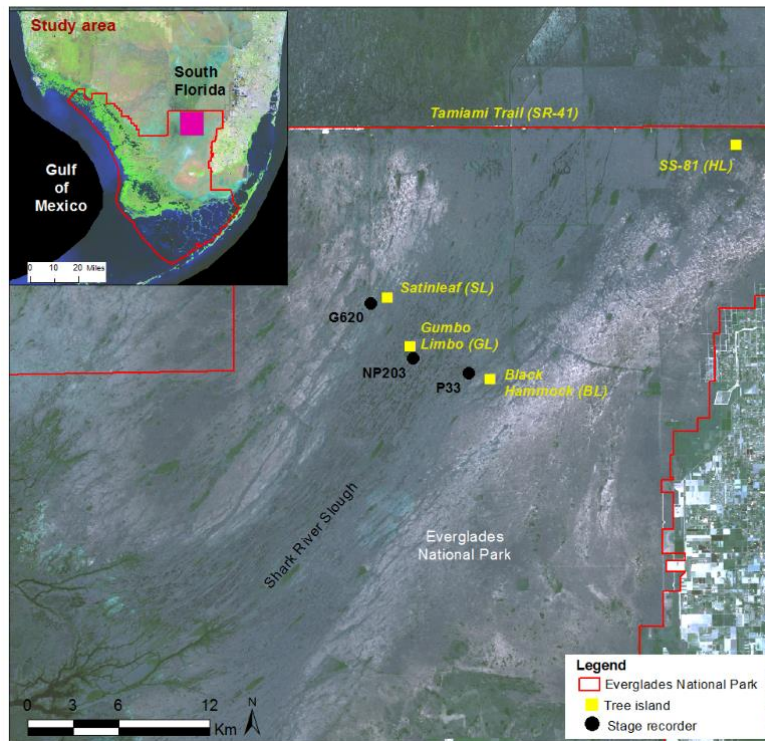 Study area
South
Florida
Gulf
of
Mexico
0 10 20 Miles
Tamiami Trail (SR-41)
SS-81 (HL)
Satinleaf (SL)
G620
Gumbo
Limbo (GL)
NP203
P33
Black
Hammock (BL)
Shark River Slough
Everglades
National Park
0 3 6 12
Km
N
Legend
Everglades National Park
Tree island
Stage recorder